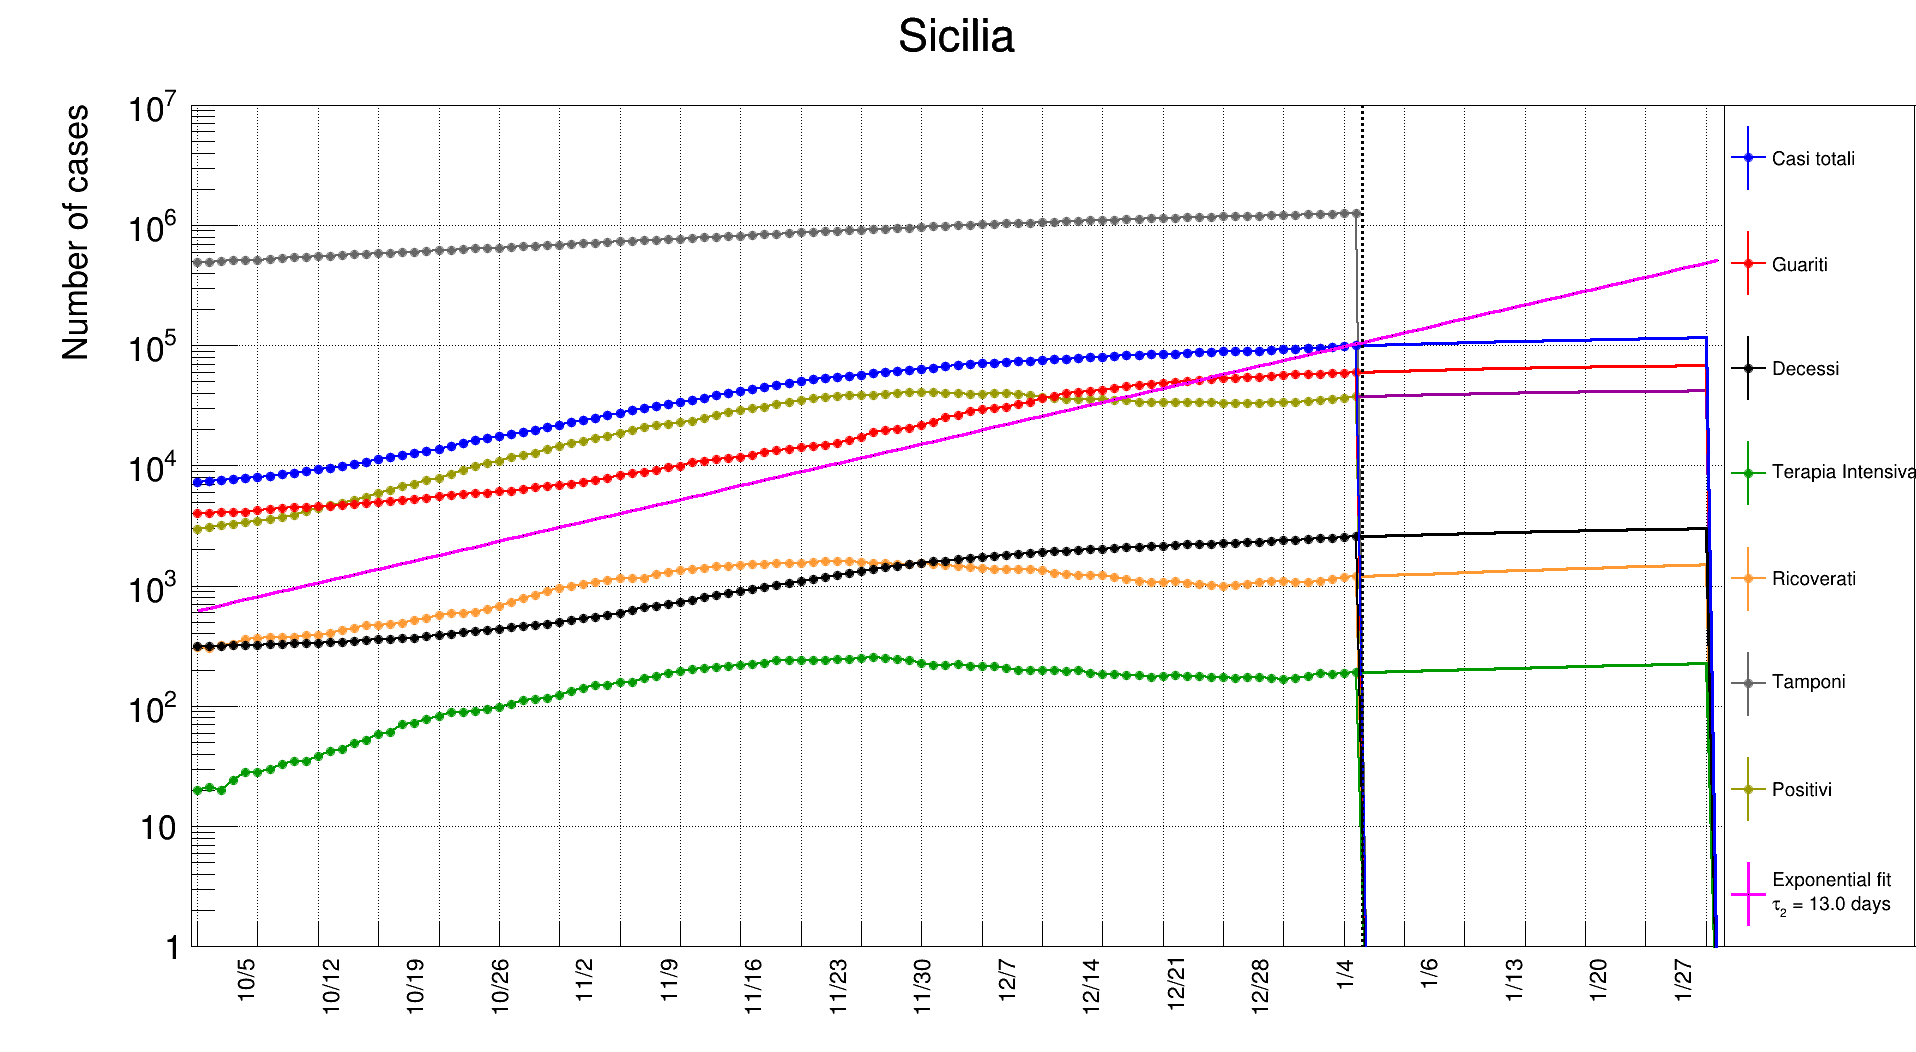 Sicilia
Number of cases
10^7
10^6
10^5
10^4
10^3
10^2
10
1
10/5
10/12
10/19
10/26
11/2
11/9
11/16
11/23
11/30
12/7
12/14
12/21
12/28
1/4
1/6
1/13
1/20
1/27
Casi totali
Guariti
Decessi
Terapia Intensiva
Ricoverati
Tamponi
Positivi
Exponential fit
τ_2 = 13.0 days